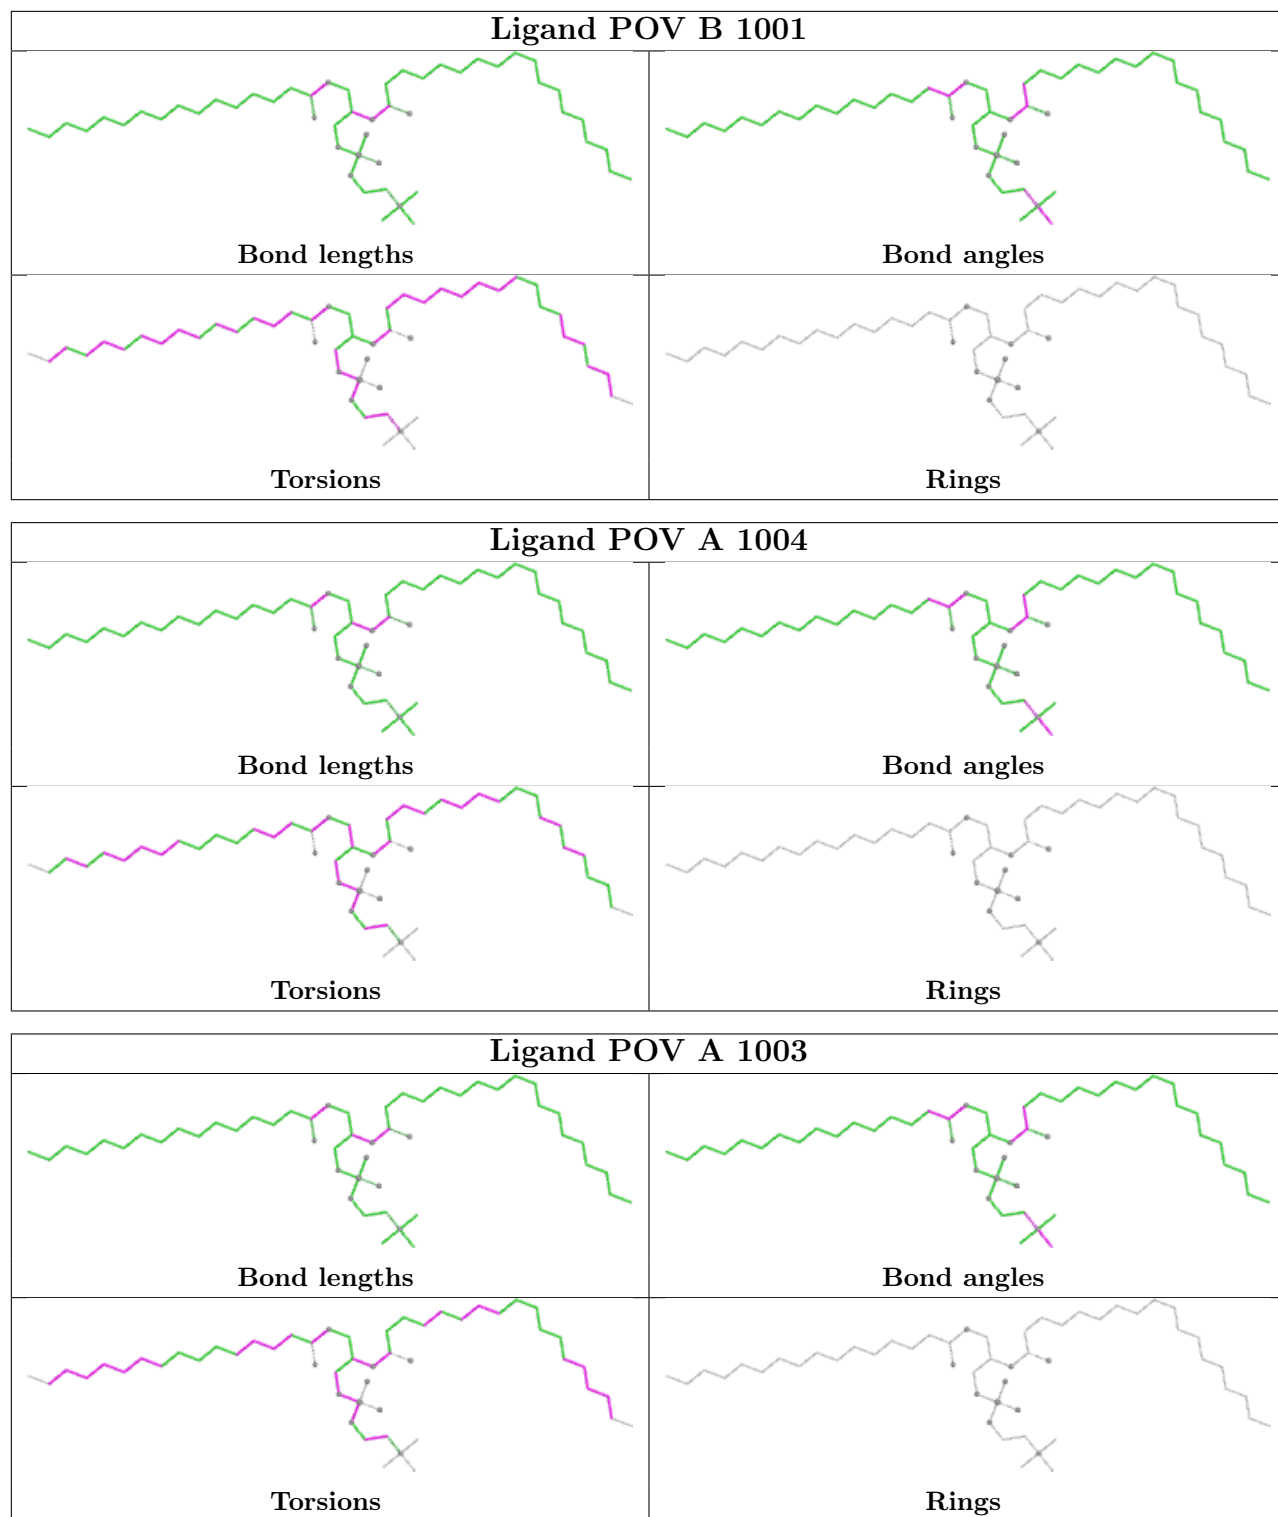 Ligand POV B 1001
Bond lengths
Bond angles
Torsions
Rings
Ligand POV A 1004
Bond lengths
Bond angles
Torsions
Rings
Ligand POV A 1003
Bond lengths
Bond angles
Torsions
Rings